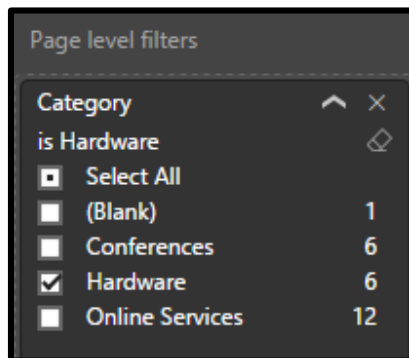 Page level filters
Category
is Hardware
Select All
(Blank) 1
Conferences 6
Hardware 6
Online Services 12